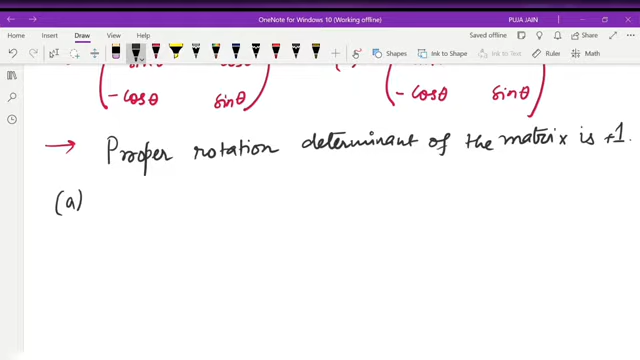 OneNote for Windows 10 (Working offline)
PUJA JAIN
Home Insert Draw View Help
Saved offline Share
Shapes Ink to Shape Ink to Text Math Ruler
- cosθ sinθ - cosθ sinθ
→ Proper rotation determinant of the matrix is +1.
(a)